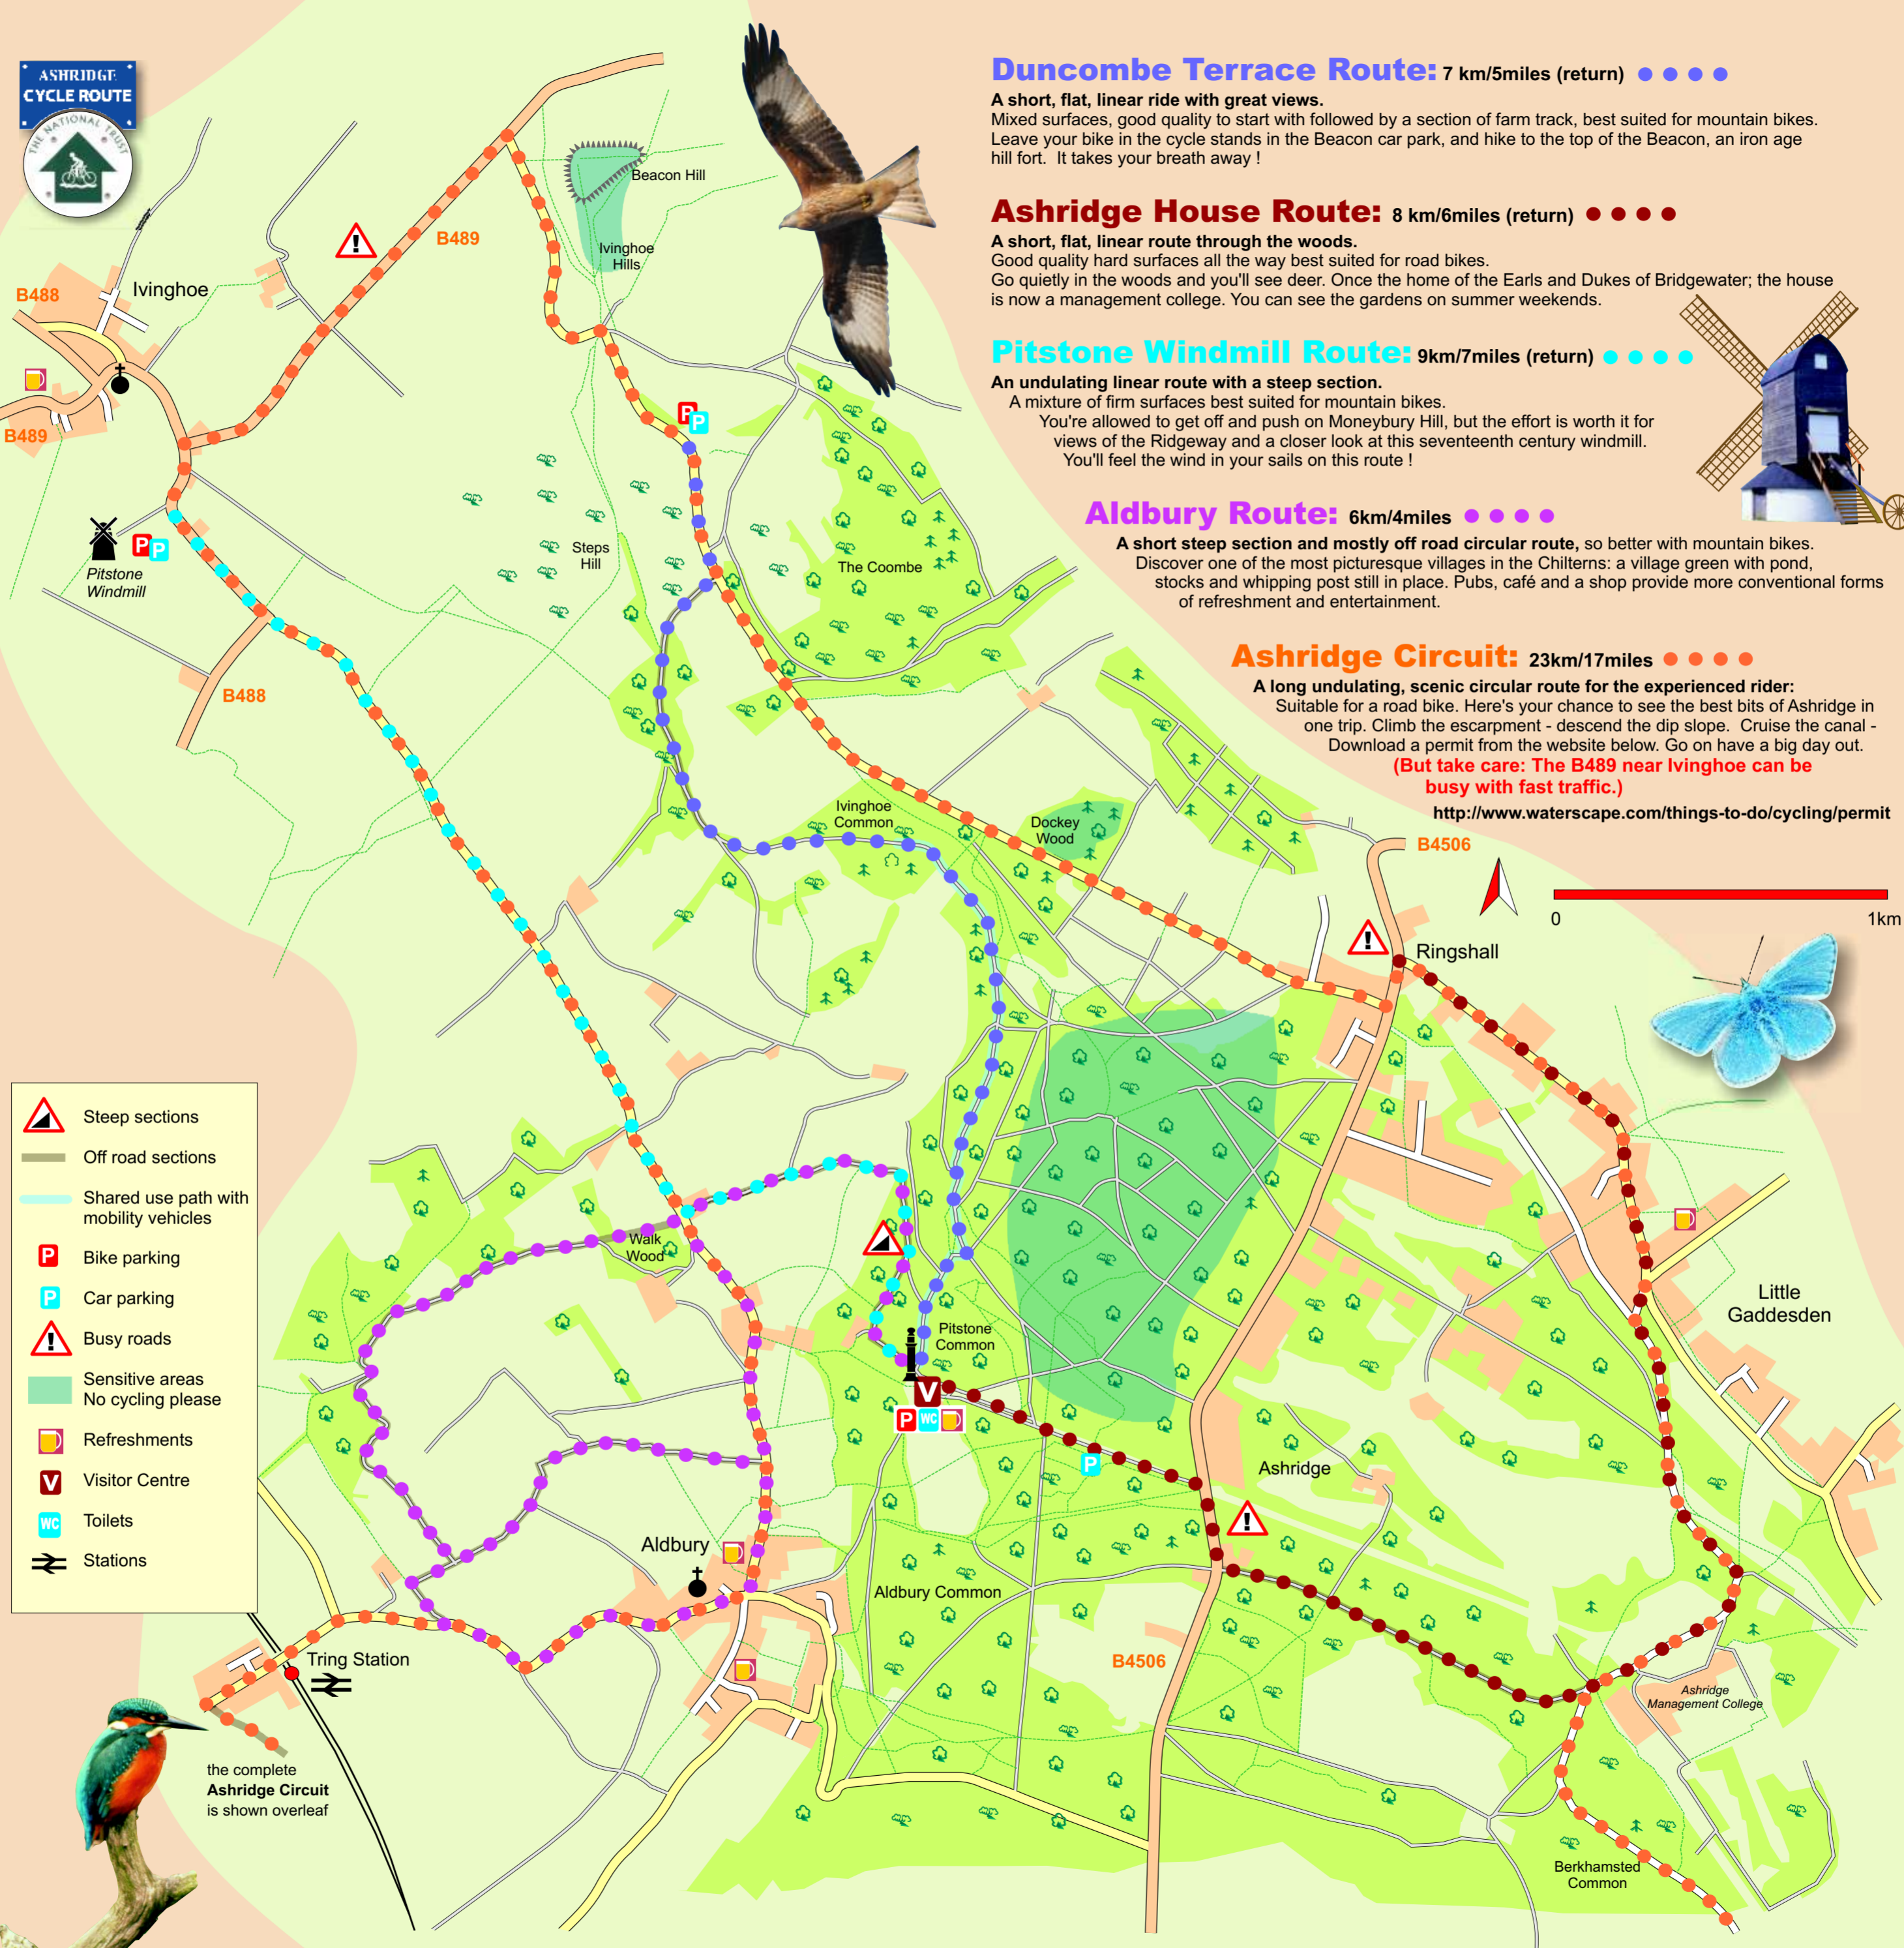 ASHRIDGE
CYCLE ROUTE
THE NATIONAL TRUST
Duncombe Terrace Route: 7 km/5miles (return)
A short, flat, linear ride with great views.
Mixed surfaces, good quality to start with followed by a section of farm track, best suited for mountain bikes.
Leave your bike in the cycle stands in the Beacon car park, and hike to the top of the Beacon, an iron age
hill fort. It takes your breath away !
Ashridge House Route: 8 km/6miles (return)
A short, flat, linear route through the woods.
Good quality hard surfaces all the way best suited for road bikes.
Go quietly in the woods and you'll see deer. Once the home of the Earls and Dukes of Bridgewater; the house
is now a management college. You can see the gardens on summer weekends.
Pitstone Windmill Route: 9km/7miles (return)
An undulating linear route with a steep section.
A mixture of firm surfaces best suited for mountain bikes.
You're allowed to get off and push on Moneybury Hill, but the effort is worth it for
views of the Ridgeway and a closer look at this seventeenth century windmill.
You'll feel the wind in your sails on this route !
Aldbury Route: 6km/4miles
A short steep section and mostly off road circular route, so better with mountain bikes.
Discover one of the most picturesque villages in the Chilterns: a village green with pond,
stocks and whipping post still in place. Pubs, café and a shop provide more conventional forms
of refreshment and entertainment.
Ashridge Circuit: 23km/17miles
A long undulating, scenic circular route for the experienced rider:
Suitable for a road bike. Here's your chance to see the best bits of Ashridge in
one trip. Climb the escarpment - descend the dip slope. Cruise the canal -
Download a permit from the website below. Go on have a big day out.
(But take care: The B489 near Ivinghoe can be
busy with fast traffic.)
http://www.waterscape.com/things-to-do/cycling/permit
0 1km
Beacon Hill
Ivinghoe
Hills
B489
!
Ivinghoe
B488
B489
P
P
P
P
Pitstone
Windmill
Steps
Hill
The Coombe
B488
Ivinghoe
Common
Dockey
Wood
B4506
!
Ringshall
Little
Gaddesden
Walk
Wood
Pitstone
Common
V
P
WC
P
Ashridge
!
Aldbury
Aldbury Common
B4506
Tring Station
Ashridge
Management College
Berkhamsted
Common
the complete
Ashridge Circuit
is shown overleaf
Steep sections
Off road sections
Shared use path with
mobility vehicles
P Bike parking
P Car parking
! Busy roads
Sensitive areas
No cycling please
Refreshments
V Visitor Centre
WC Toilets
Stations